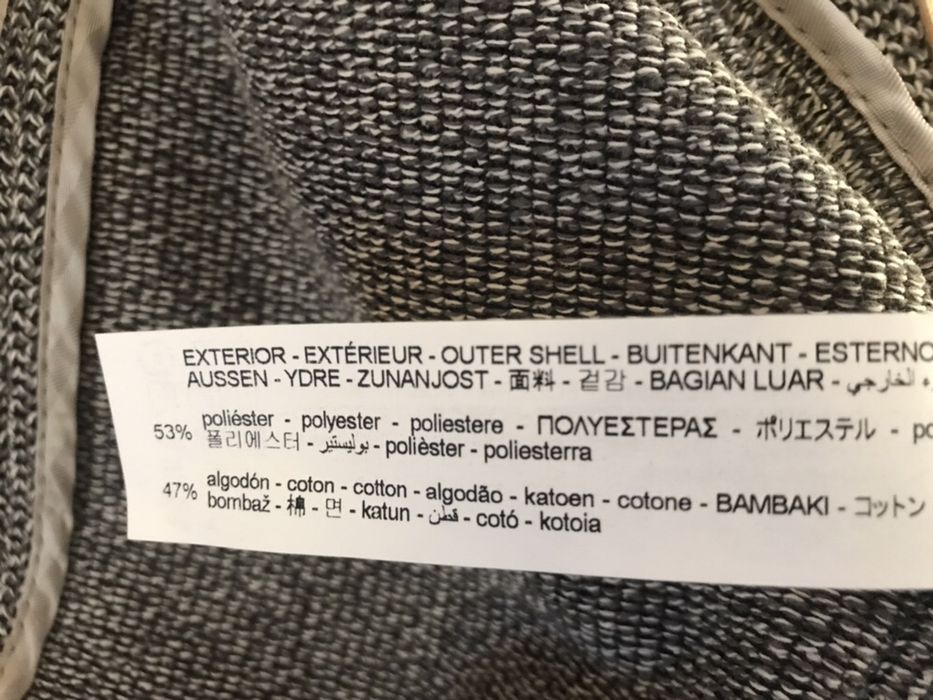 EXTERIOR - EXTÉRIEUR - OUTER SHELL - BUITENKANT - ESTERNO
AUSSEN - YDRE - ZUNANJOST - 面料 - 겉감 - BAGIAN LUAR - الخارجي
53% poliéster - polyester - poliestere - ΠΟΛΥΕΣΤΕΡΑΣ - ポリエステル -
폴리에스터 - بوليستير - polièster - poliesterra
47% algodón - coton - cotton - algodão - katoen - cotone - BAMBAKI - コットン
bombaž - 棉 - 면 - katun - قطن - cotó - kotoia